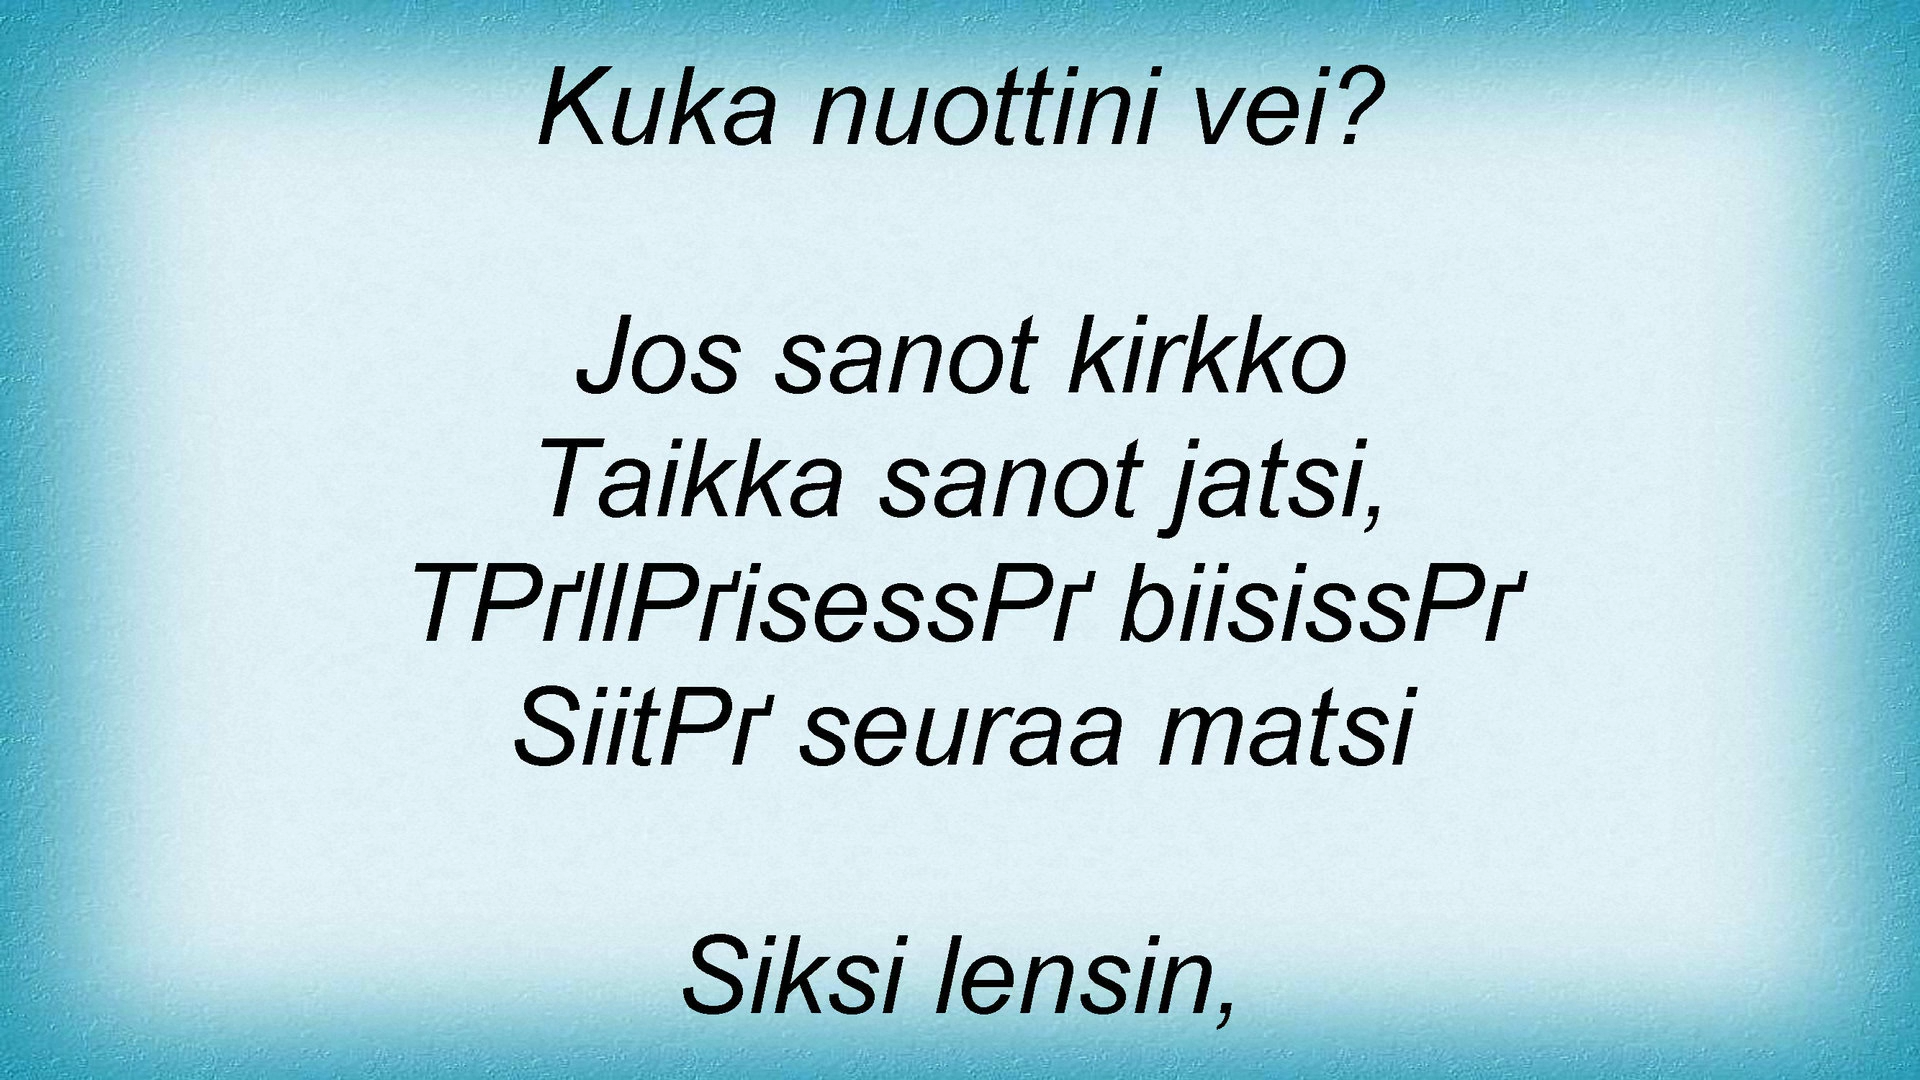 Kuka nuottini vei?
Jos sanot kirkko
Taikka sanot jatsi,
TPґllPґisessPґ biisissPґ
SiitPґ seuraa matsi
Siksi lensin,